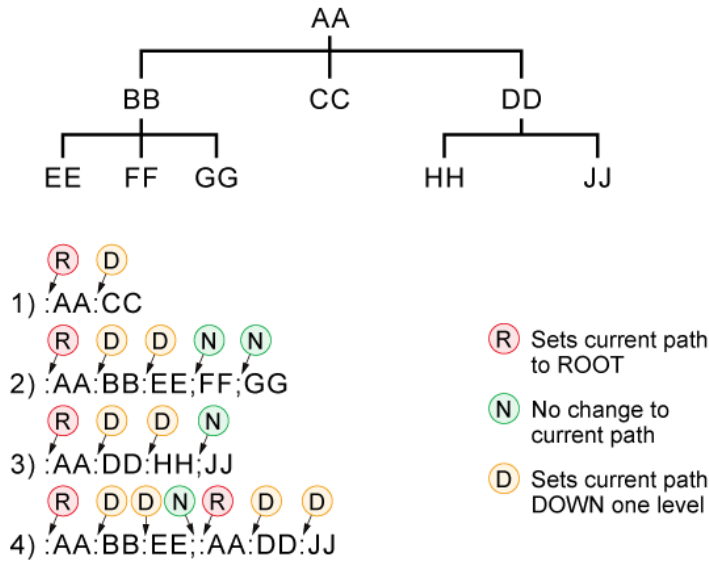 AA
BB CC DD
EE FF GG HH JJ
R D
1) :AA:CC
R D D N N
2) :AA:BB:EE;FF;GG
R D D N
3) :AA:DD:HH;JJ
R D D N R D D
4) :AA:BB:EE;:AA:DD:JJ
R Sets current path
to ROOT
N No change to
current path
D Sets current path
DOWN one level